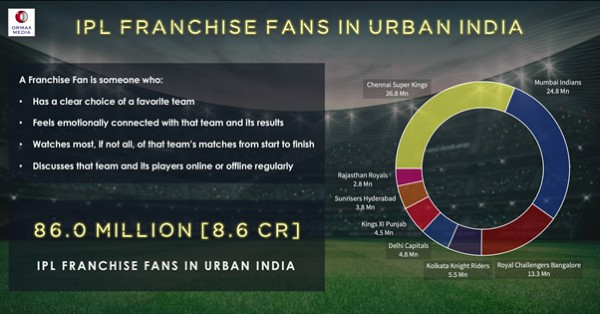 ORMAX
MEDIA
IPL FRANCHISE FANS IN URBAN INDIA
A Franchise Fan is someone who:
• Has a clear choice of a favorite team
• Feels emotionally connected with that team and its results
• Watches most, if not all, of that team's matches from start to finish
• Discusses that team and its players online or offline regularly
86.0 MILLION [8.6 CR]
IPL FRANCHISE FANS IN URBAN INDIA
Chennai Super Kings
26.8 Mn
Mumbai Indians
24.8 Mn
Rajasthan Royals
2.8 Mn
Sunrisers Hyderabad
3.8 Mn
Kings XI Punjab
4.5 Mn
Delhi Capitals
4.8 Mn
Kolkata Knight Riders
5.5 Mn
Royal Challengers Bangalore
13.3 Mn